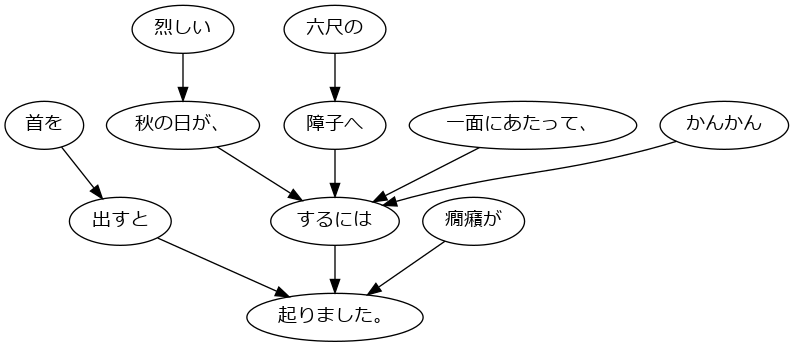 烈しい
六尺の
首を
秋の日が、
障子へ
一面にあたって、
かんかん
出すと
するには
癇癪が
起りました。